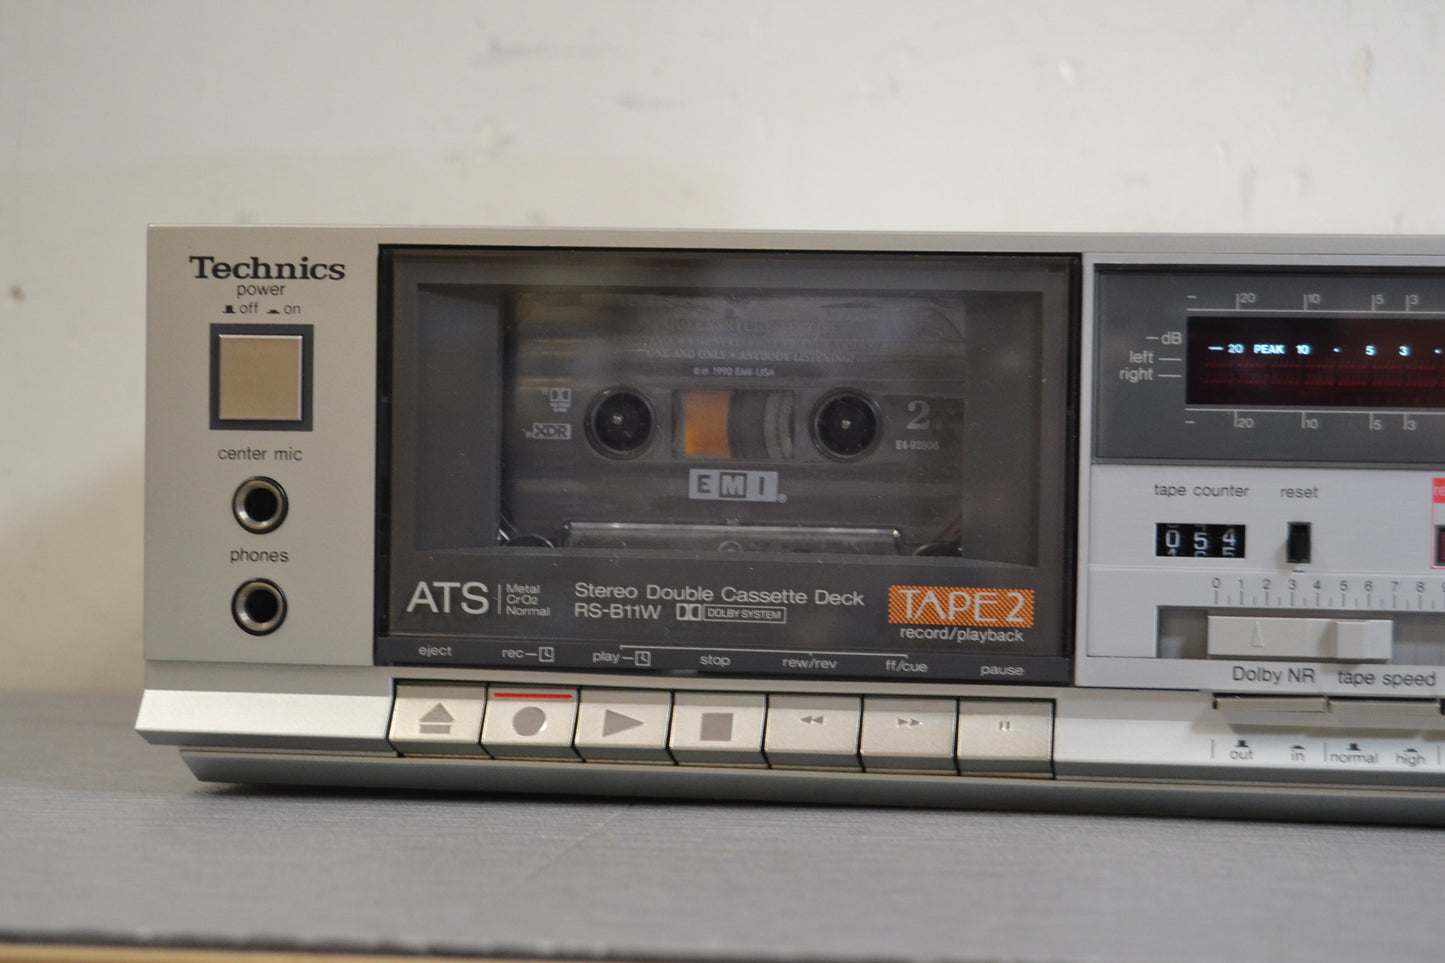 Technics
power
off on
center mic
phones
ONE AND ONLY • ANYBODY LISTENING?
1990 EMI-USA
XDR
2
E4-92806
EMI
ATS
Metal
CrO2
Normal
Stereo Double Cassette Deck
RS-B11W DOLBY SYSTEM
TAPE 2
record/playback
eject rec play stop rew/rev ff/cue pause
20 10 5 3
dB
left
right
20 PEAK 10 5 3
20 10 5 3
tape counter reset
0 5 4
0 1 2 3 4 5 6 7 8
Dolby NR tape speed
out in normal high